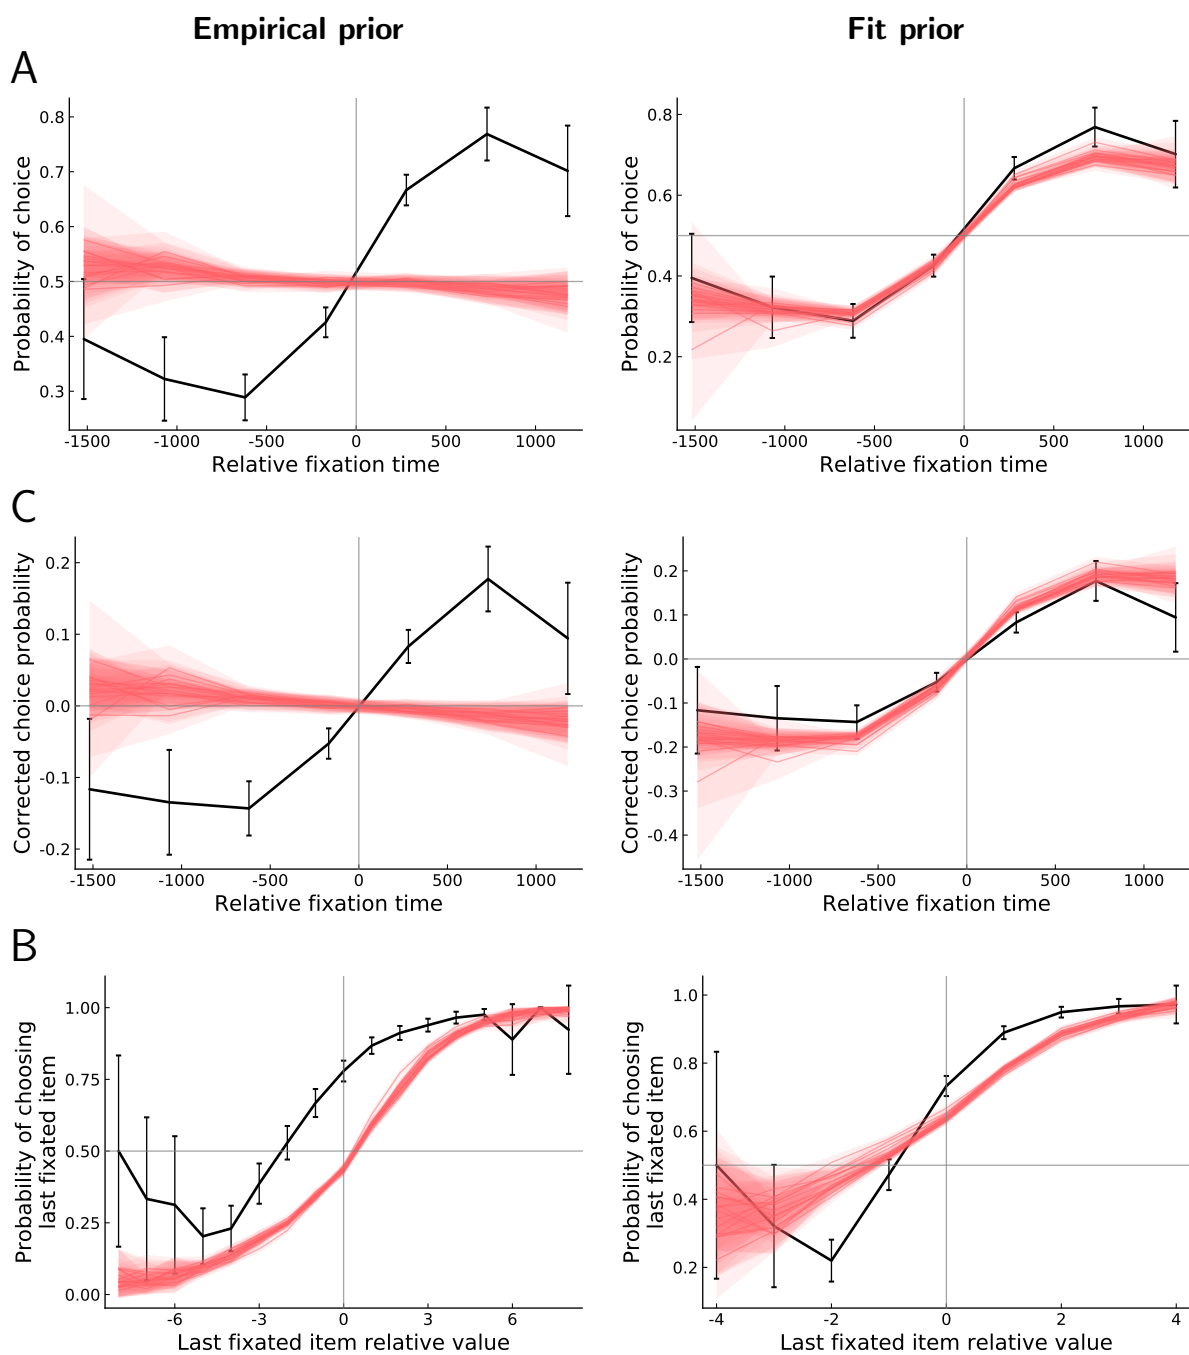 Empirical prior
Fit prior
A
Probability of choice
0.8
0.7
0.6
0.5
0.4
0.3
-1500 -1000 -500 0 500 1000
Relative fixation time
Probability of choice
0.8
0.6
0.4
0.2
-1500 -1000 -500 0 500 1000
Relative fixation time
C
Corrected choice probability
0.2
0.1
0.0
-0.1
-0.2
-1500 -1000 -500 0 500 1000
Relative fixation time
Corrected choice probability
0.2
0.1
0.0
-0.1
-0.2
-0.3
-0.4
-1500 -1000 -500 0 500 1000
Relative fixation time
B
Probability of choosing
last fixated item
1.00
0.75
0.50
0.25
0.00
-6 -3 0 3 6
Last fixated item relative value
Probability of choosing
last fixated item
1.0
0.8
0.6
0.4
0.2
-4 -2 0 2 4
Last fixated item relative value